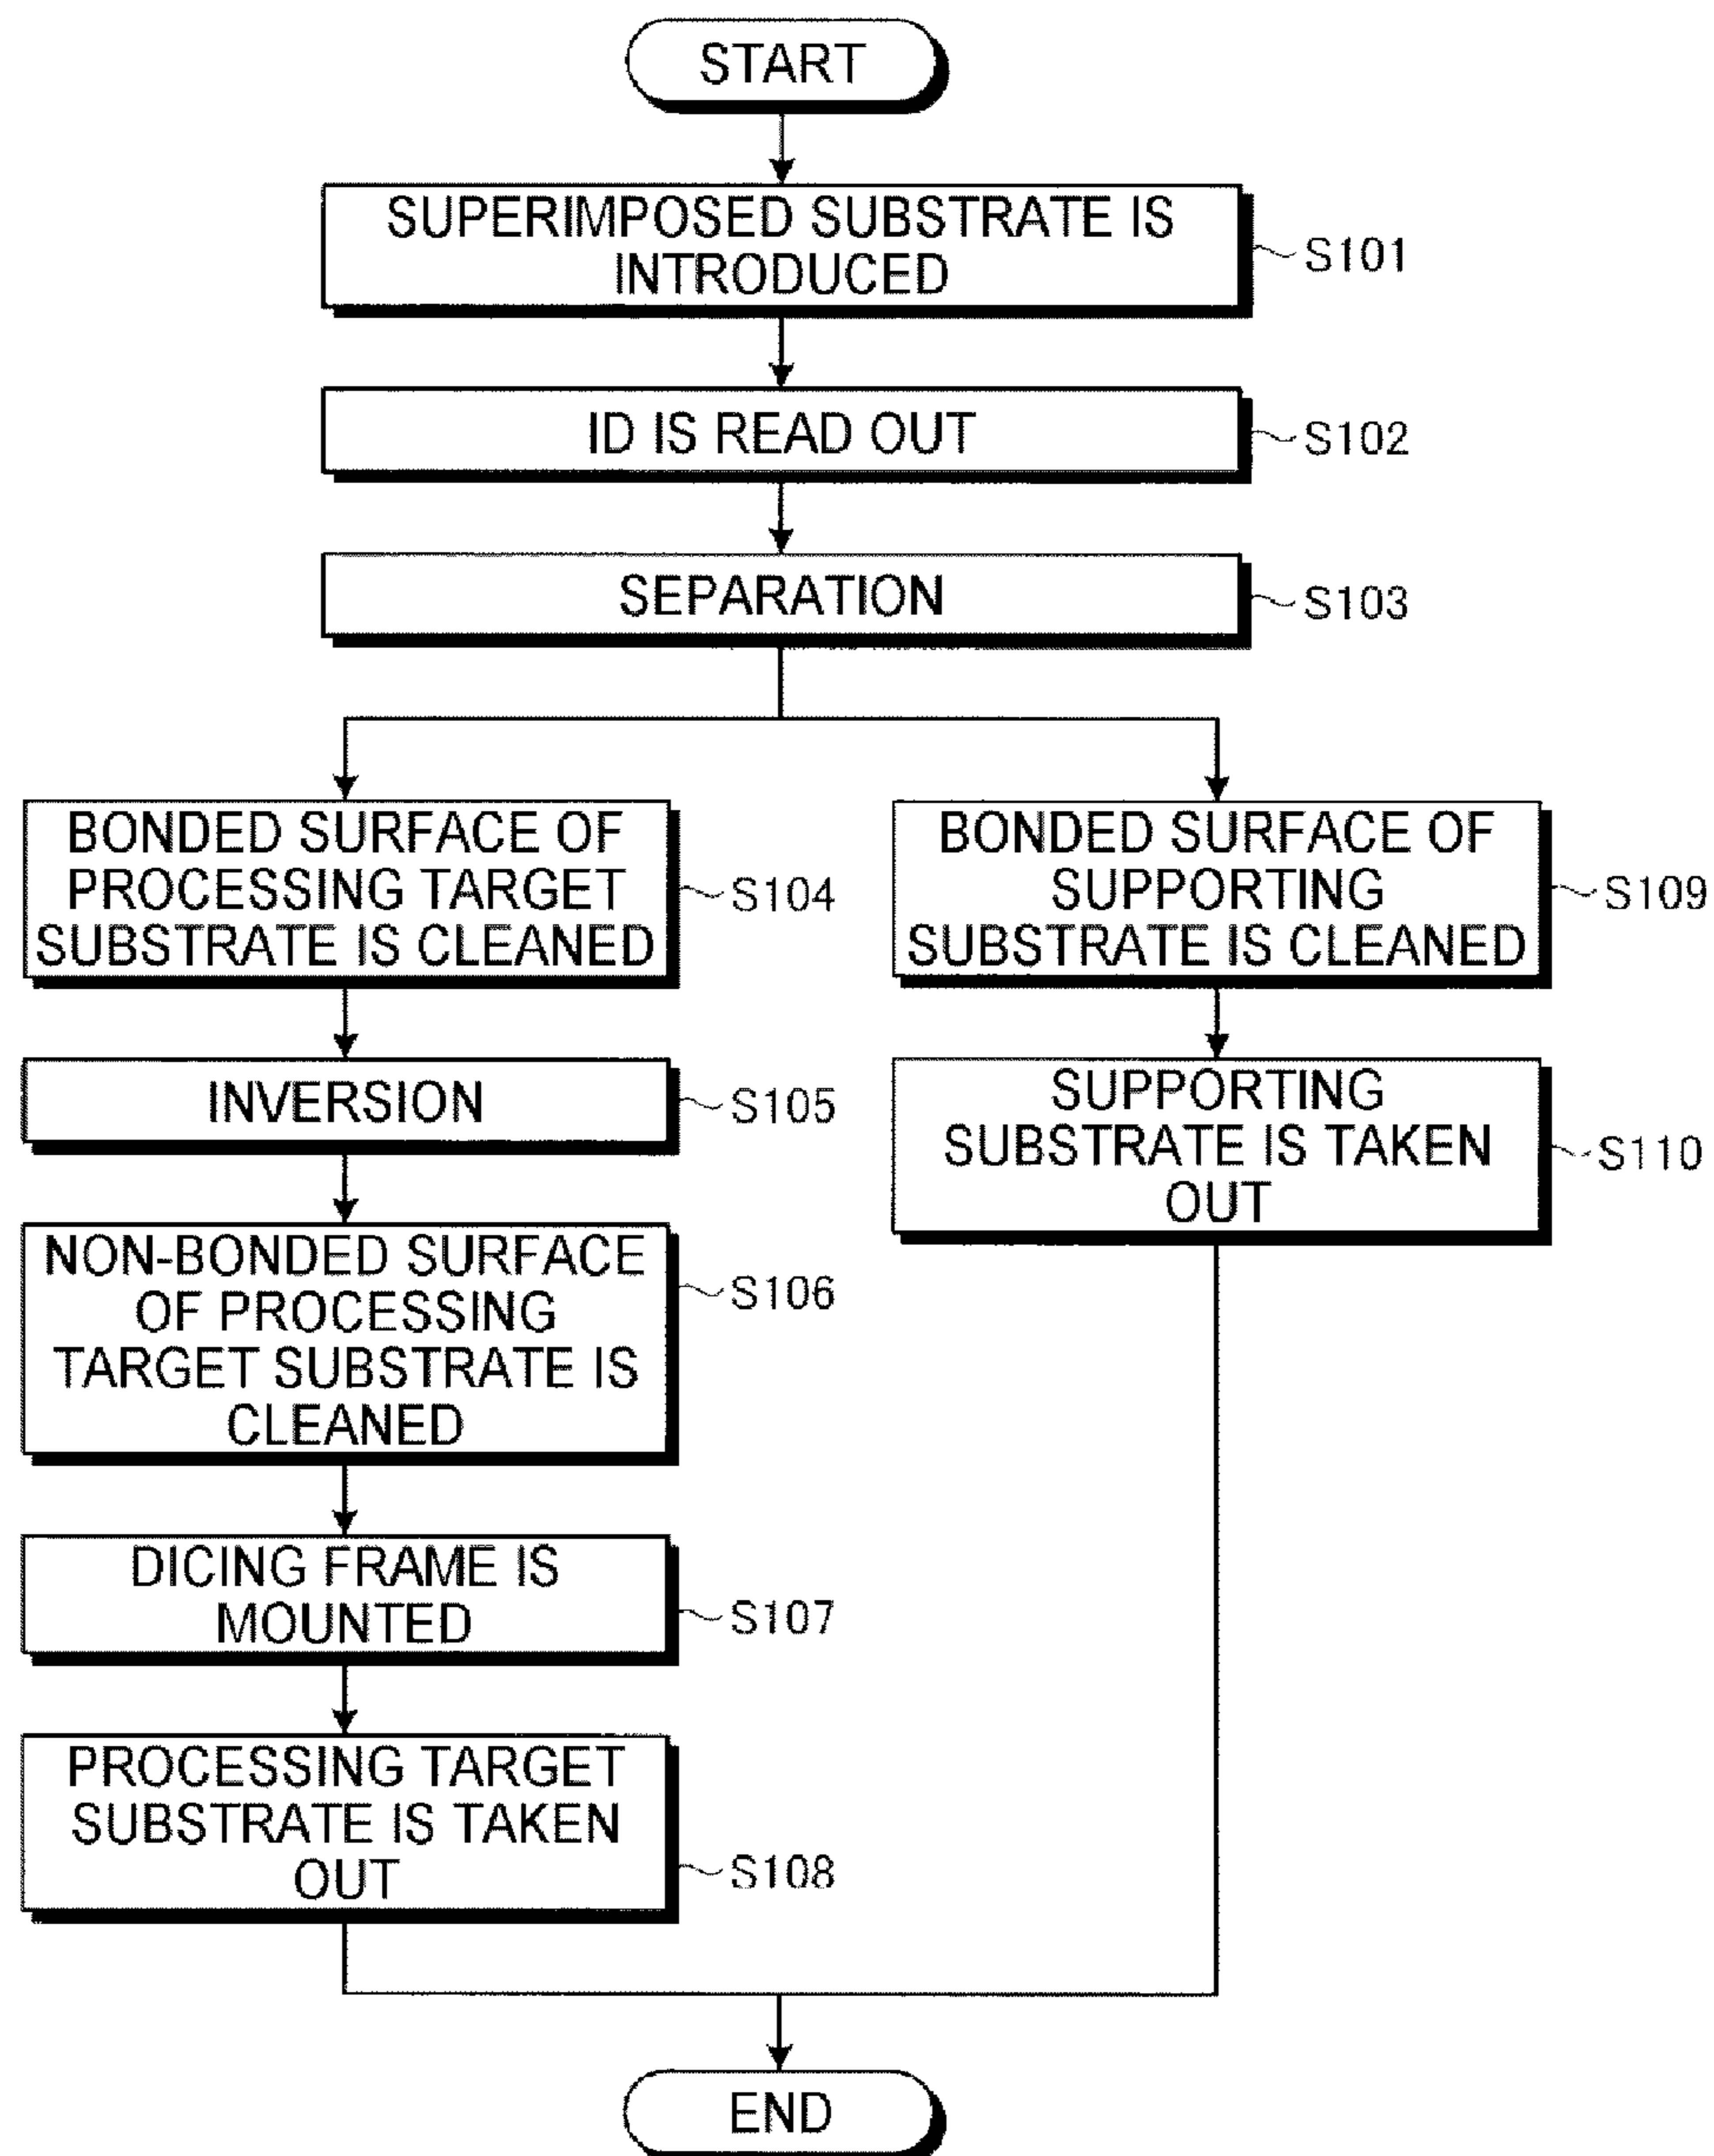 START
SUPERIMPOSED SUBSTRATE IS
INTRODUCED
S101
ID IS READ OUT
S102
SEPARATION
S103
BONDED SURFACE OF
PROCESSING TARGET
SUBSTRATE IS CLEANED
S104
INVERSION
S105
NON-BONDED SURFACE
OF PROCESSING
TARGET SUBSTRATE IS
CLEANED
S106
DICING FRAME IS
MOUNTED
S107
PROCESSING TARGET
SUBSTRATE IS TAKEN
OUT
S108
BONDED SURFACE OF
SUPPORTING
SUBSTRATE IS CLEANED
S109
SUPPORTING
SUBSTRATE IS TAKEN
OUT
S110
END